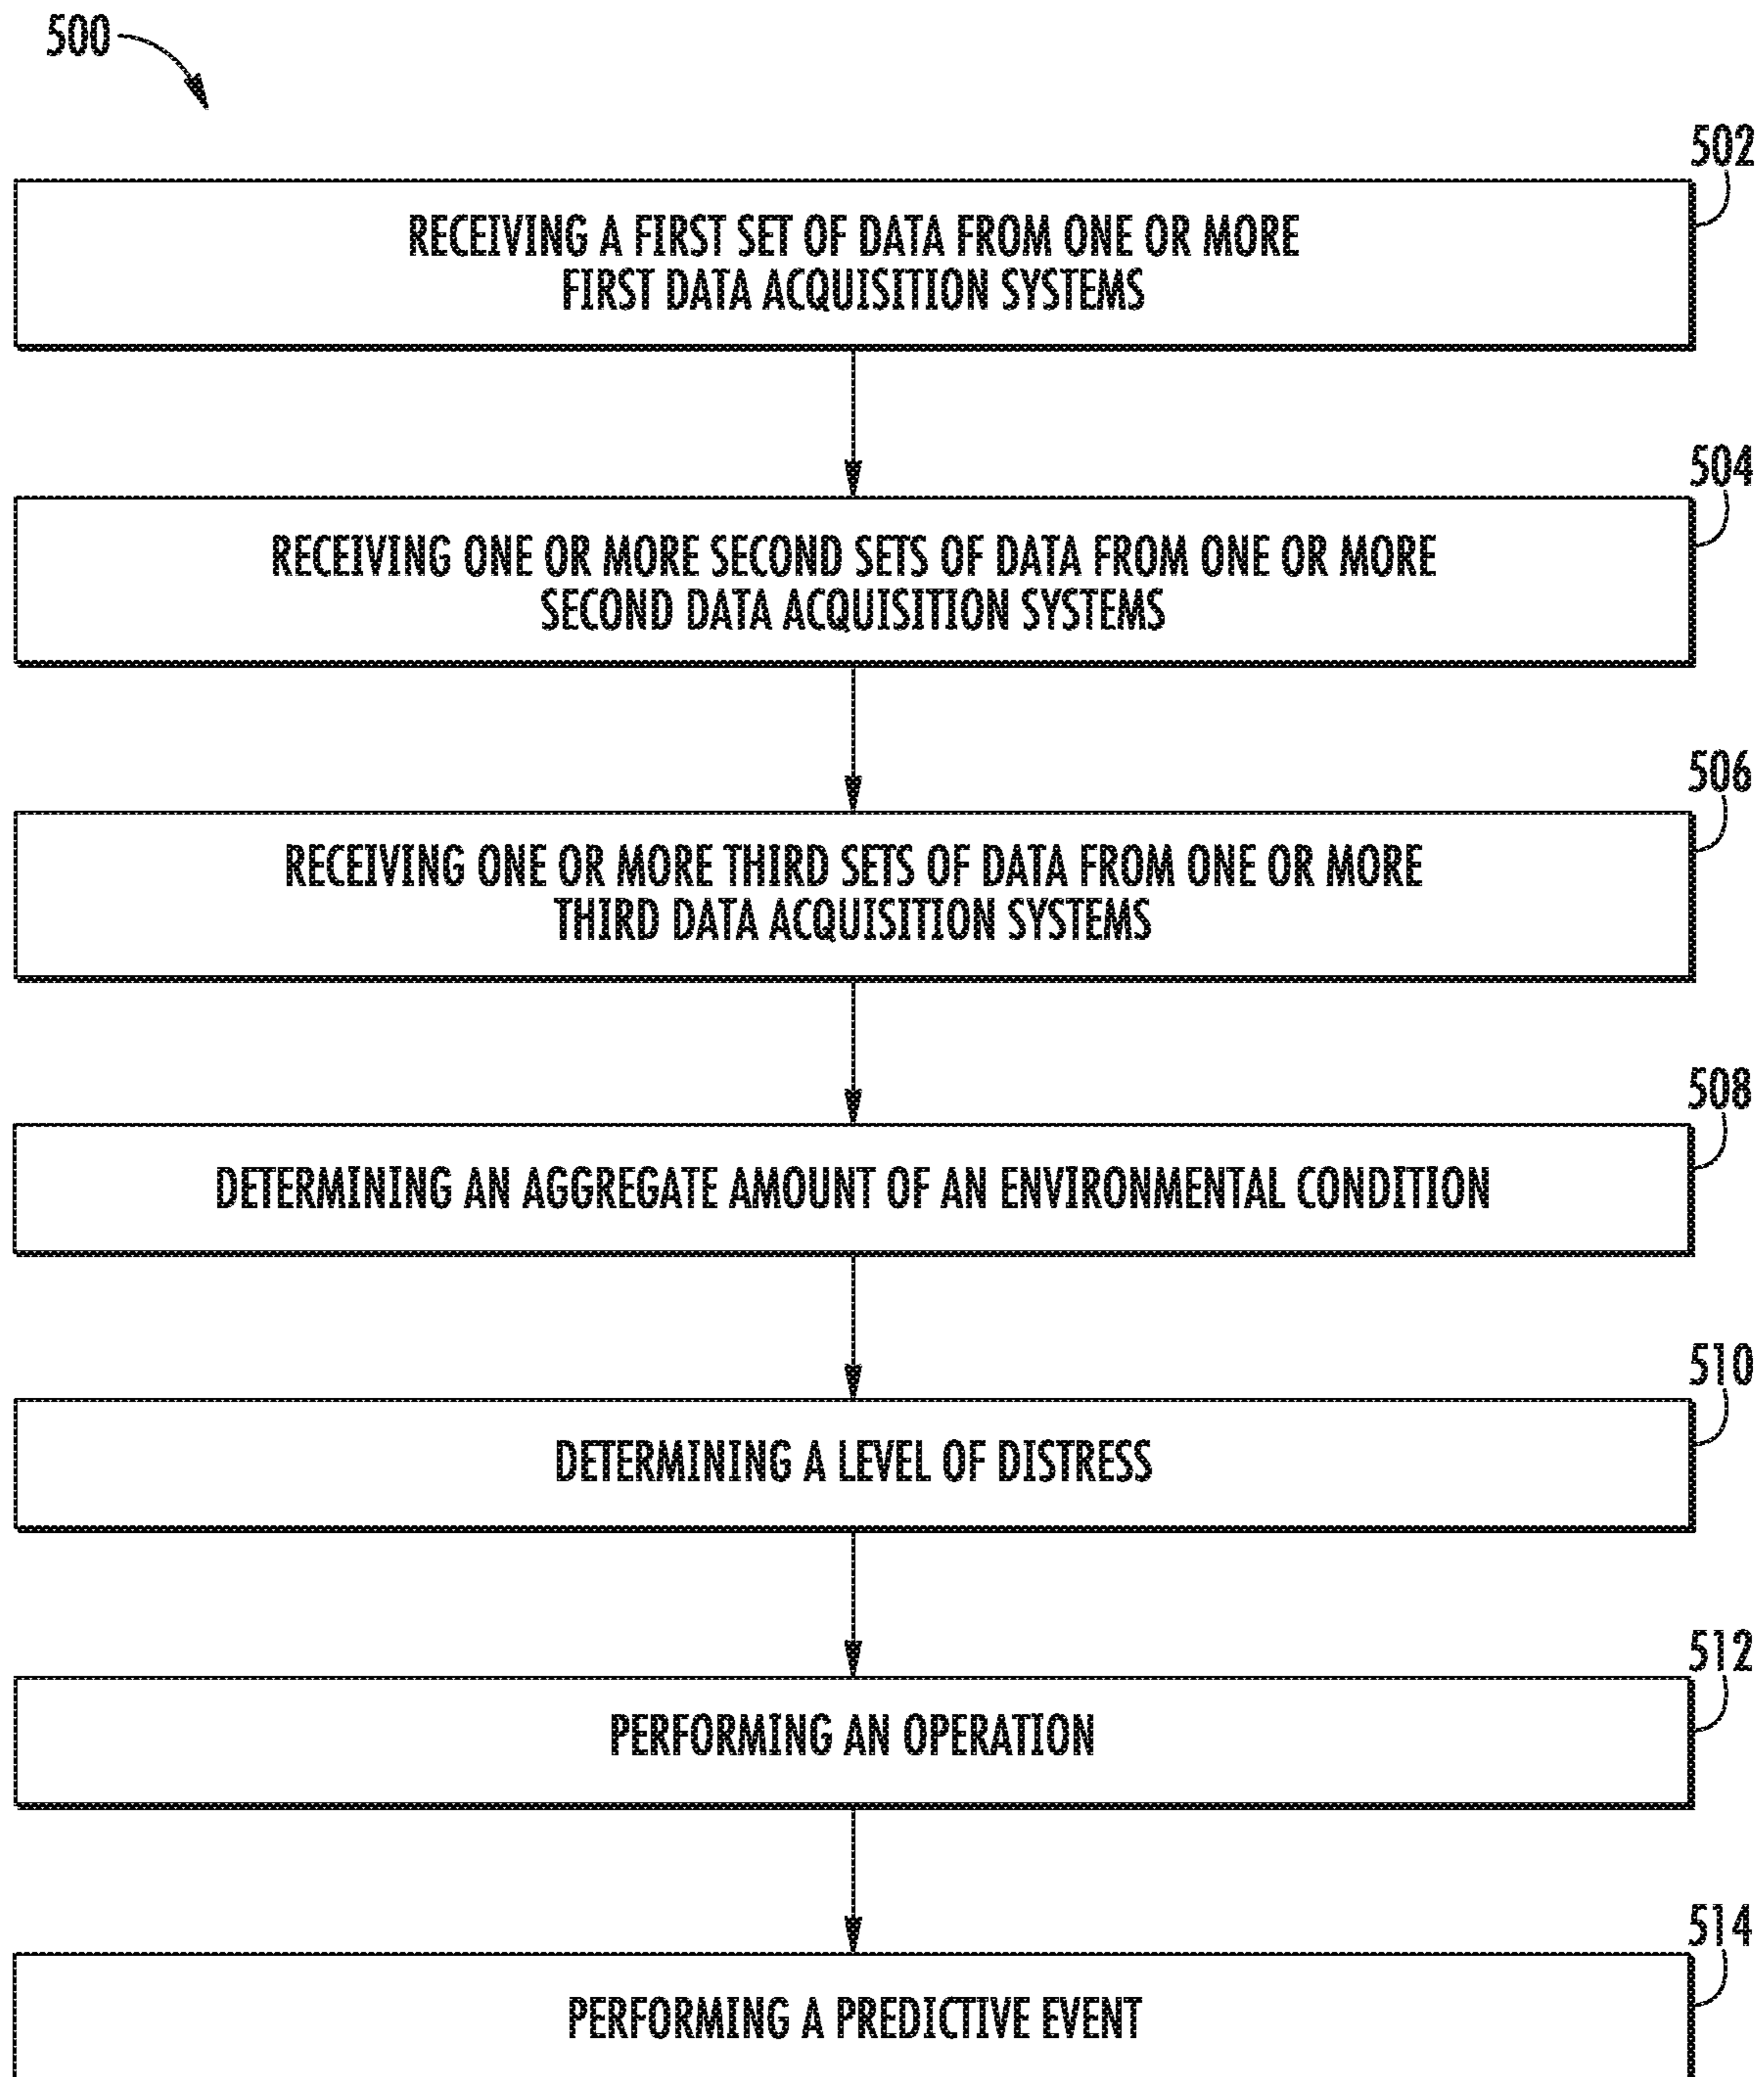 500
502
RECEIVING A FIRST SET OF DATA FROM ONE OR MORE
FIRST DATA ACQUISITION SYSTEMS
504
RECEIVING ONE OR MORE SECOND SETS OF DATA FROM ONE OR MORE
SECOND DATA ACQUISITION SYSTEMS
506
RECEIVING ONE OR MORE THIRD SETS OF DATA FROM ONE OR MORE
THIRD DATA ACQUISITION SYSTEMS
508
DETERMINING AN AGGREGATE AMOUNT OF AN ENVIRONMENTAL CONDITION
510
DETERMINING A LEVEL OF DISTRESS
512
PERFORMING AN OPERATION
514
PERFORMING A PREDICTIVE EVENT